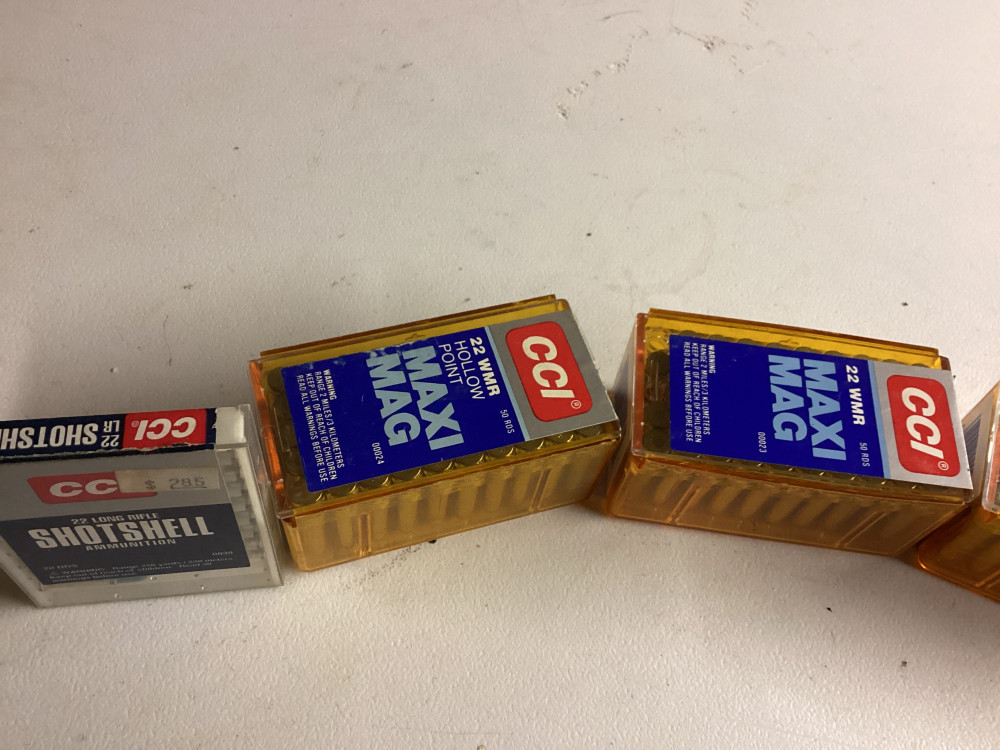 CCI
22
LR
SHOTSH
CC
$ 285
22 LONG RIFLE
SHOTSHELL
AMMUNITION
CCI®
50 RDS
22 WMR
HOLLOW
POINT
MAXI
MAG
WARNING
RANGE 2 MILES/3 KILOMETERS
KEEP OUT OF REACH OF CHILDREN
READ ALL WARNINGS BEFORE USE
00024
CCI®
50 RDS
22 WMR
MAXI
MAG
WARNING
RANGE 2 MILES/3 KILOMETERS
KEEP OUT OF REACH OF CHILDREN
READ ALL WARNINGS BEFORE USE
00023